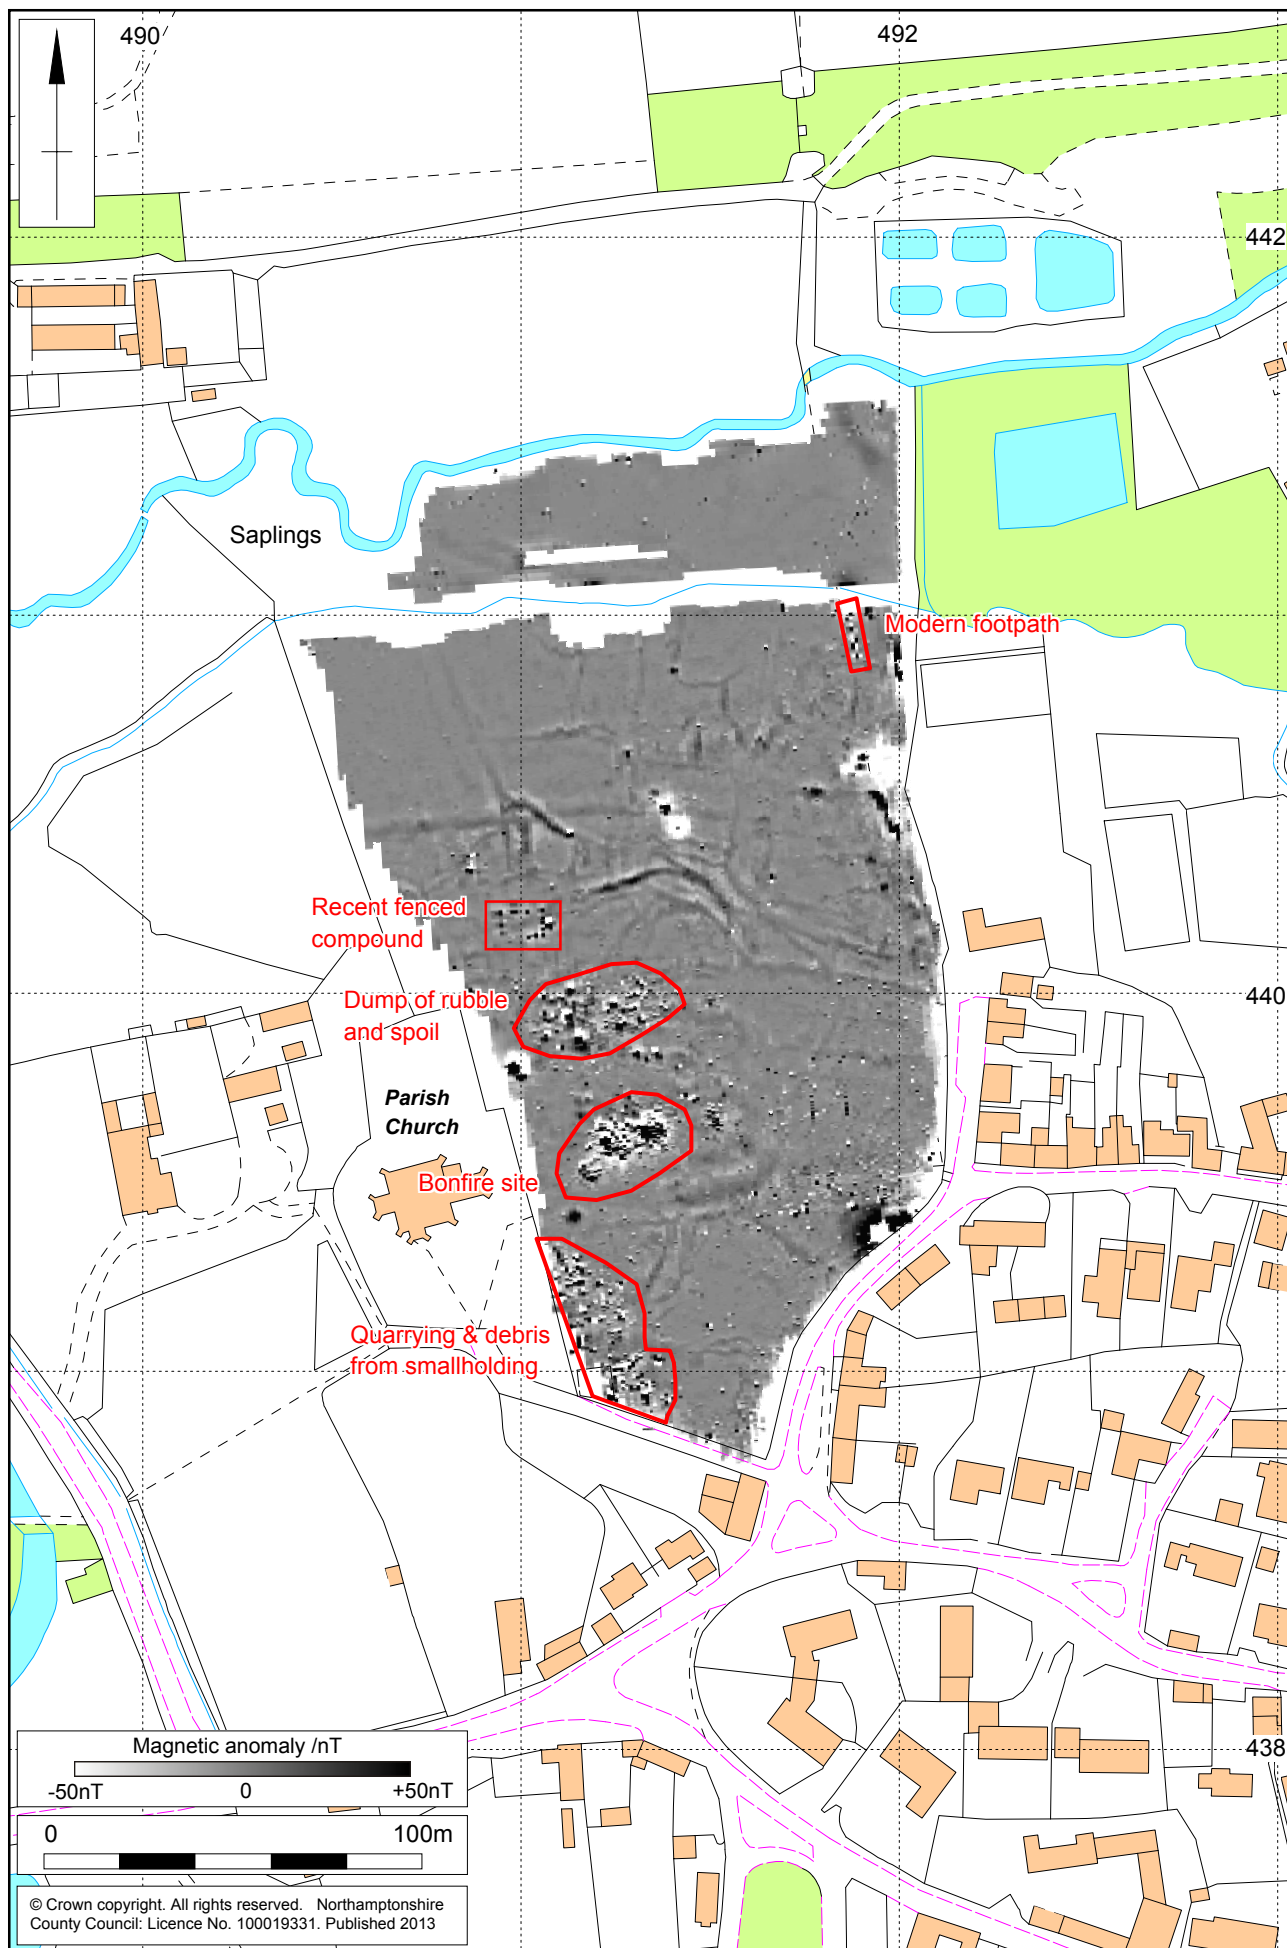 490
492
442
Saplings
Modern footpath
Recent fenced
compound
Dump of rubble
and spoil
440
Parish
Church
Bonfire site
Quarrying & debris
from smallholding
Magnetic anomaly /nT
-50nT 0 +50nT
438
0 100m
© Crown copyright. All rights reserved. Northamptonshire
County Council: Licence No. 100019331. Published 2013